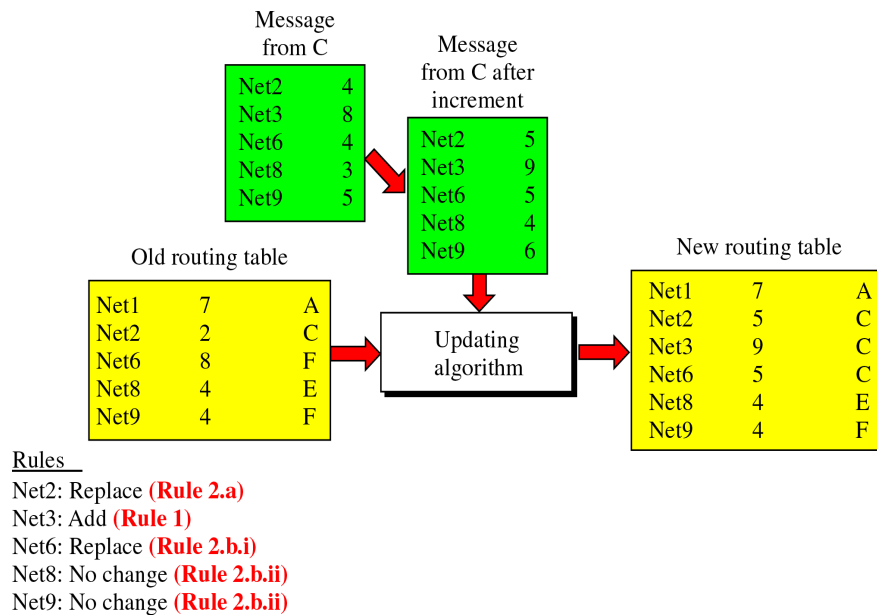 Message
from C
Net2 4
Net3 8
Net6 4
Net8 3
Net9 5
Message
from C after
increment
Net2 5
Net3 9
Net6 5
Net8 4
Net9 6
Old routing table
Net1 7 A
Net2 2 C
Net6 8 F
Net8 4 E
Net9 4 F
Updating
algorithm
New routing table
Net1 7 A
Net2 5 C
Net3 9 C
Net6 5 C
Net8 4 E
Net9 4 F
Rules
Net2: Replace (Rule 2.a)
Net3: Add (Rule 1)
Net6: Replace (Rule 2.b.i)
Net8: No change (Rule 2.b.ii)
Net9: No change (Rule 2.b.ii)